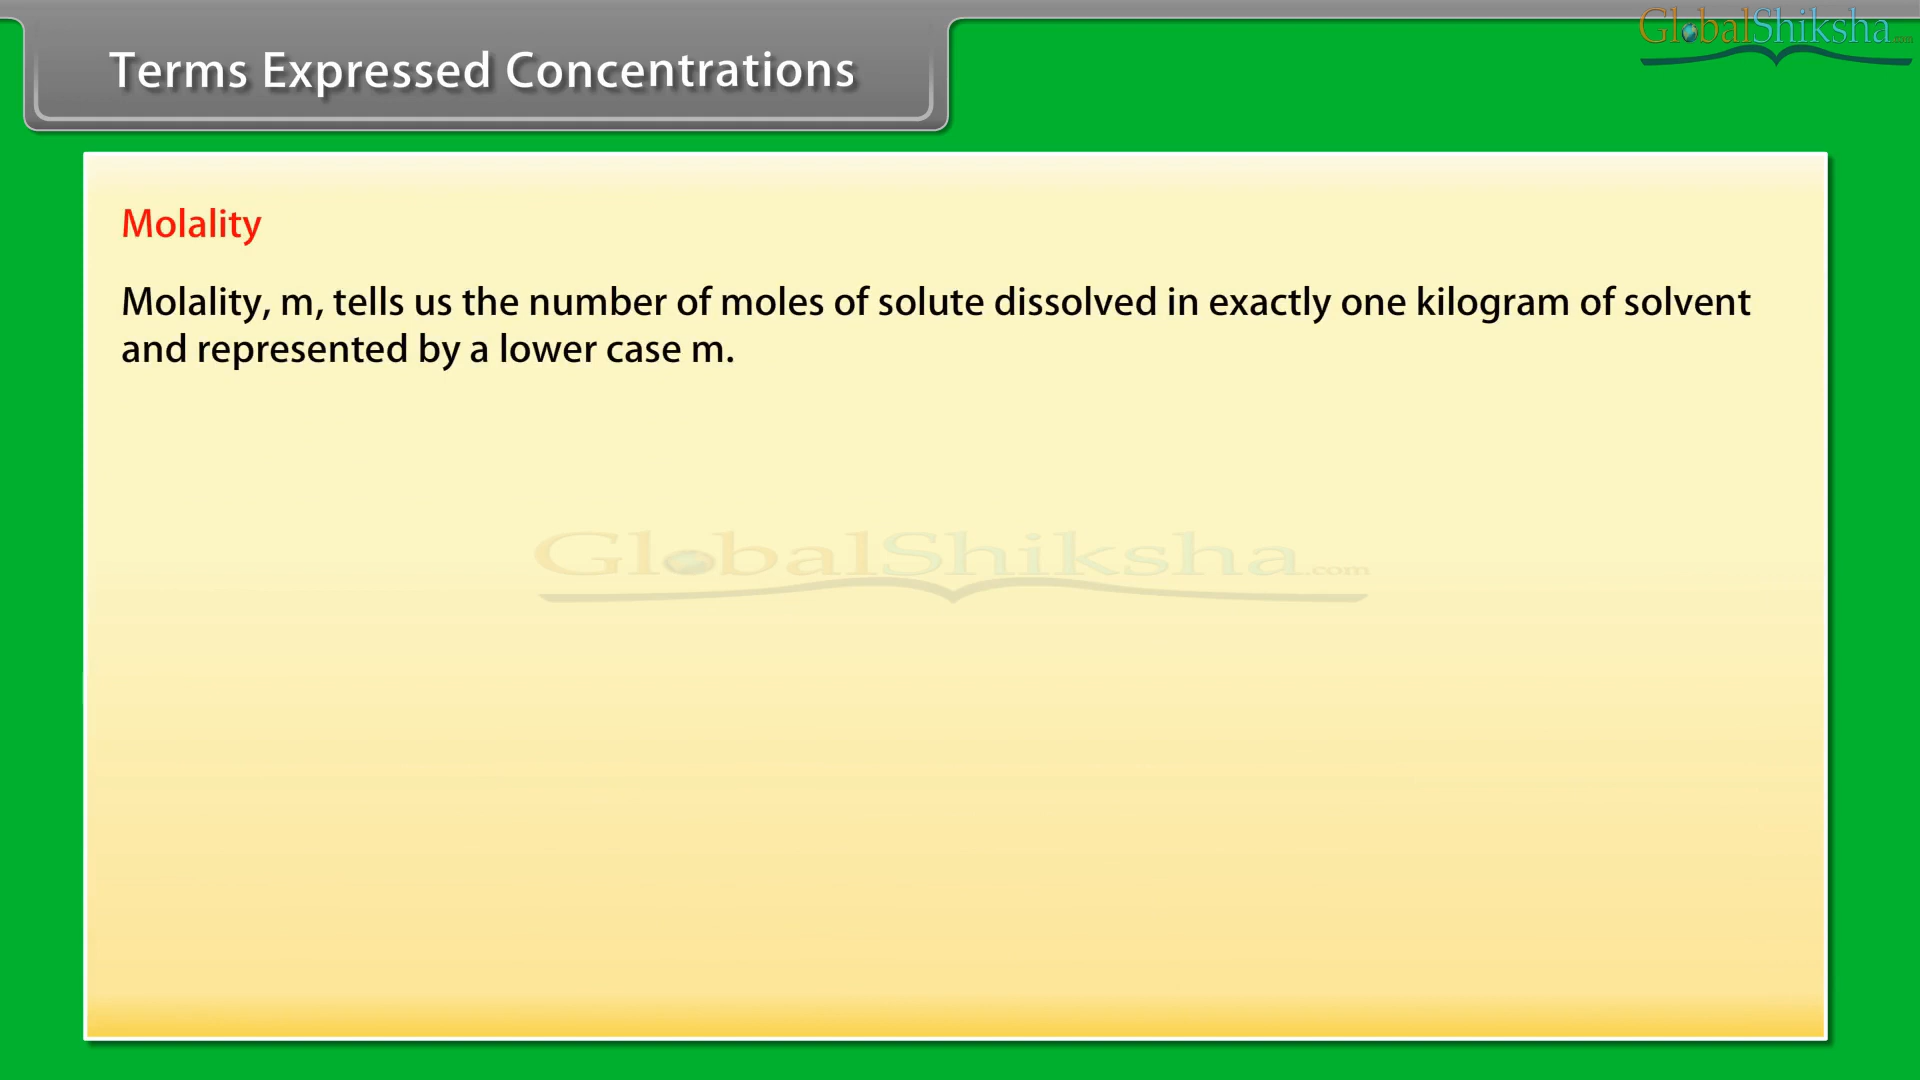 Terms Expressed Concentrations
GlobalShiksha.com
Molality
Molality, m, tells us the number of moles of solute dissolved in exactly one kilogram of solvent
and represented by a lower case m.
GlobalShiksha.com